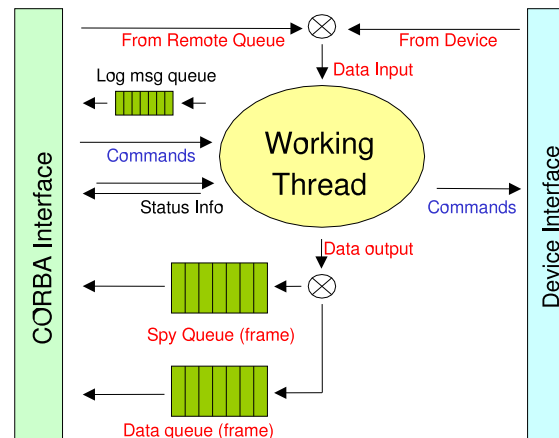 From Remote Queue
From Device
Data Input
Log msg queue
Working
Thread
Commands
Status Info
Commands
Data output
CORBA Interface
Device Interface
Spy Queue (frame)
Data queue (frame)